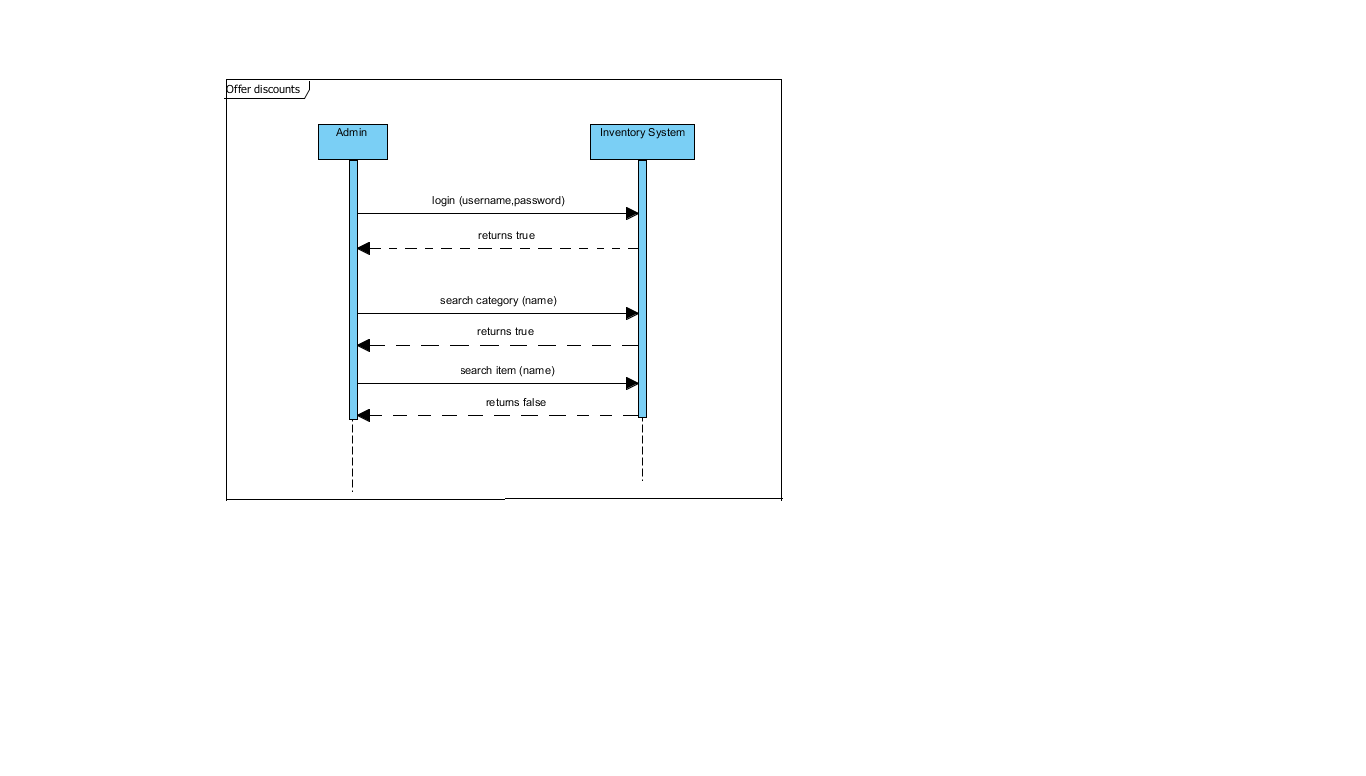 Offer discounts
Admin
Inventory System
login (username,password)
returns true
search category (name)
returns true
search item (name)
returns false